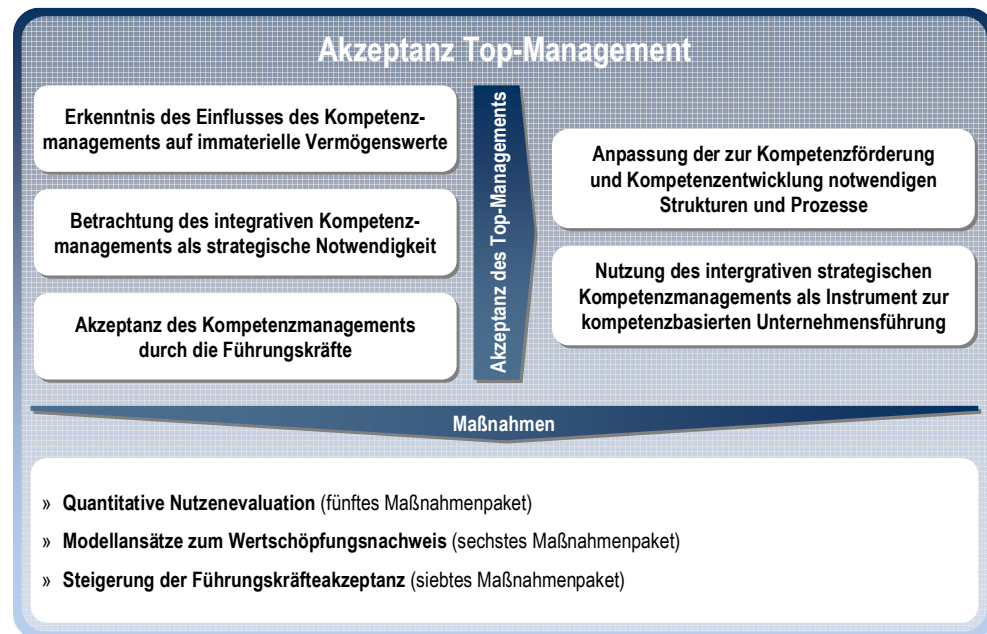 Akzeptanz Top-Management
Erkenntnis des Einflusses des Kompetenz-
managements auf immaterielle Vermögenswerte
Betrachtung des integrativen Kompetenz-
managements als strategische Notwendigkeit
Akzeptanz des Kompetenzmanagements
durch die Führungskräfte
Akzeptanz des Top-Managements
Anpassung der zur Kompetenzförderung
und Kompetenzentwicklung notwendigen
Strukturen und Prozesse
Nutzung des intergrativen strategischen
Kompetenzmanagements als Instrument zur
kompetenzbasierten Unternehmensführung
Maßnahmen
» Quantitative Nutzenevaluation (fünftes Maßnahmenpaket)
» Modellansätze zum Wertschöpfungsnachweis (sechstes Maßnahmenpaket)
» Steigerung der Führungskräfteakzeptanz (siebtes Maßnahmenpaket)